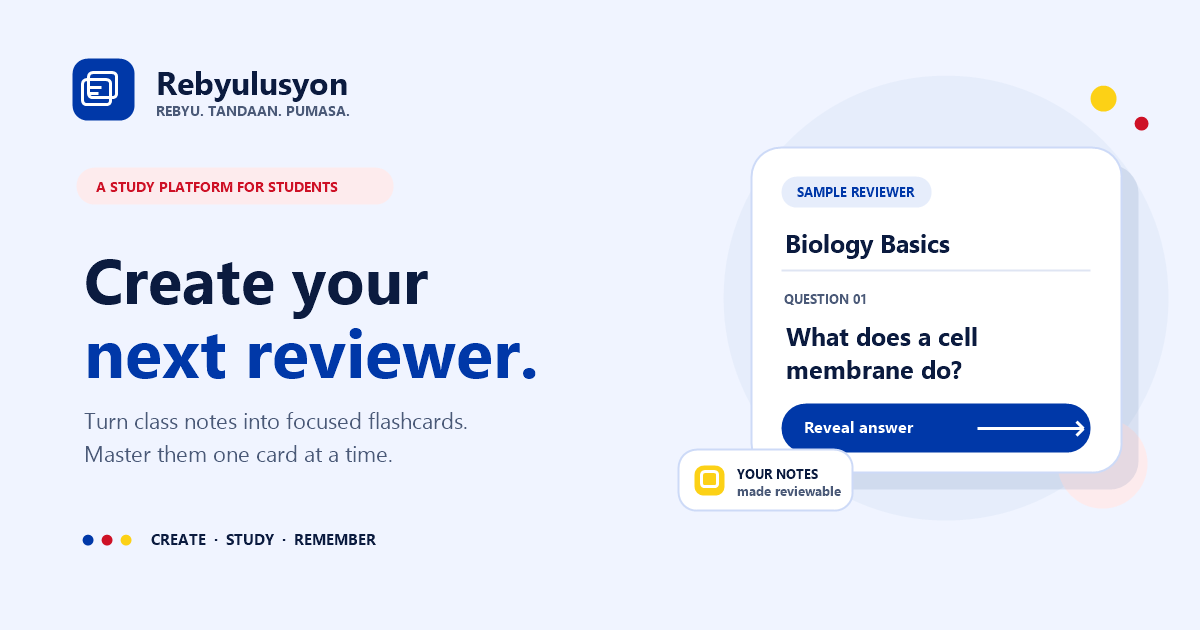 Rebyulusyon
REBYU. TANDAAN. PUMASA.
A STUDY PLATFORM FOR STUDENTS
Create your
next reviewer.
Turn class notes into focused flashcards.
Master them one card at a time.
CREATE · STUDY · REMEMBER
SAMPLE REVIEWER
Biology Basics
QUESTION 01
What does a cell
membrane do?
Reveal answer
YOUR NOTES
made reviewable